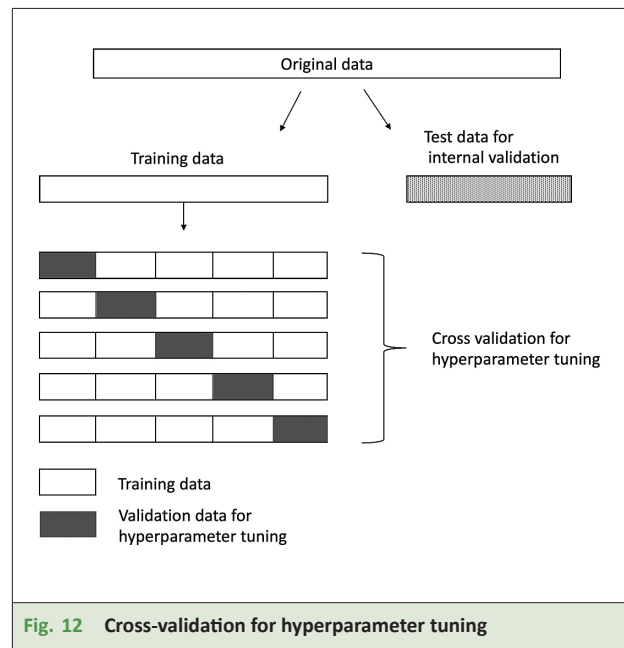 Original data
Training data
Test data for
internal validation
Cross validation for
hyperparameter tuning
Training data
Validation data for
hyperparameter tuning
Fig. 12 Cross-validation for hyperparameter tuning